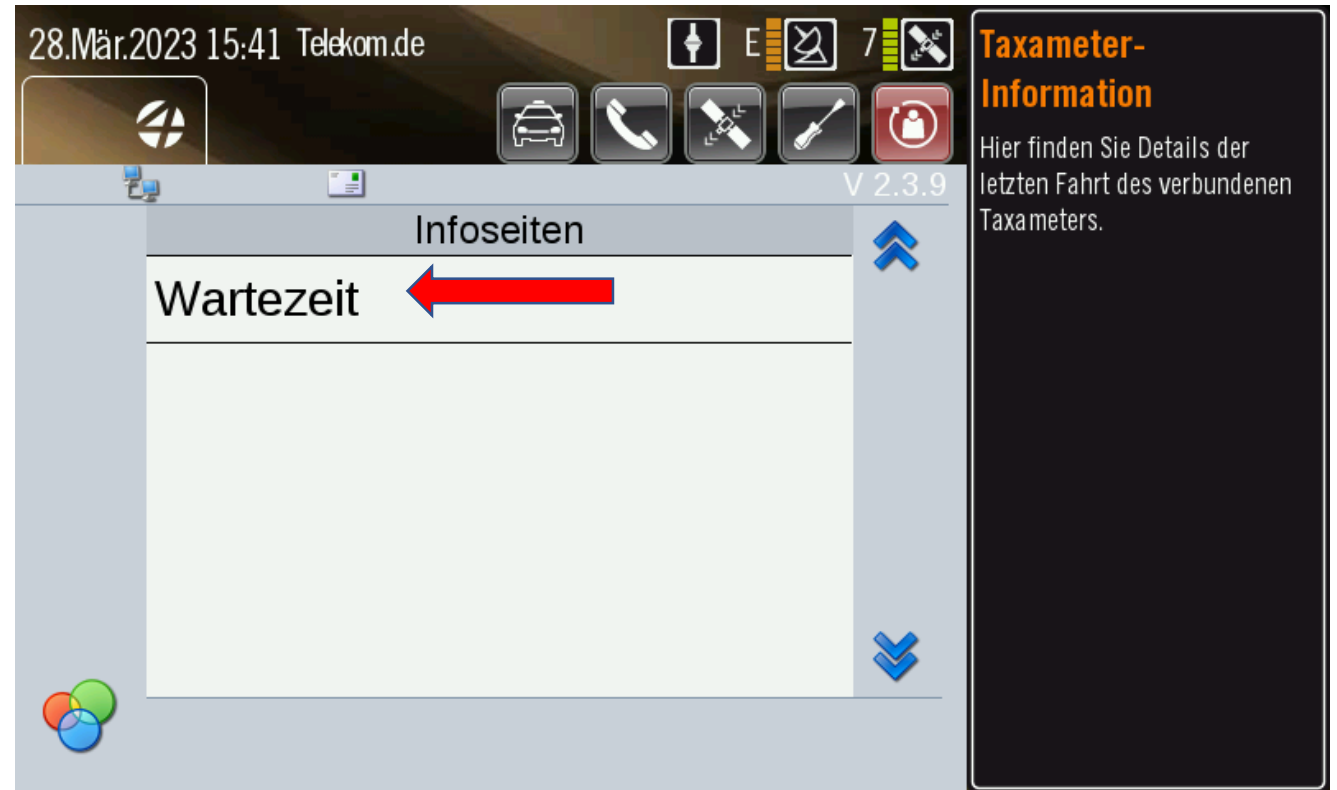 28.Mär.2023 15:41 Telekom.de E 7
V 2.3.9
Infoseiten
Wartezeit
Taxameter-
Information
Hier finden Sie Details der
letzten Fahrt des verbundenen
Taxameters.